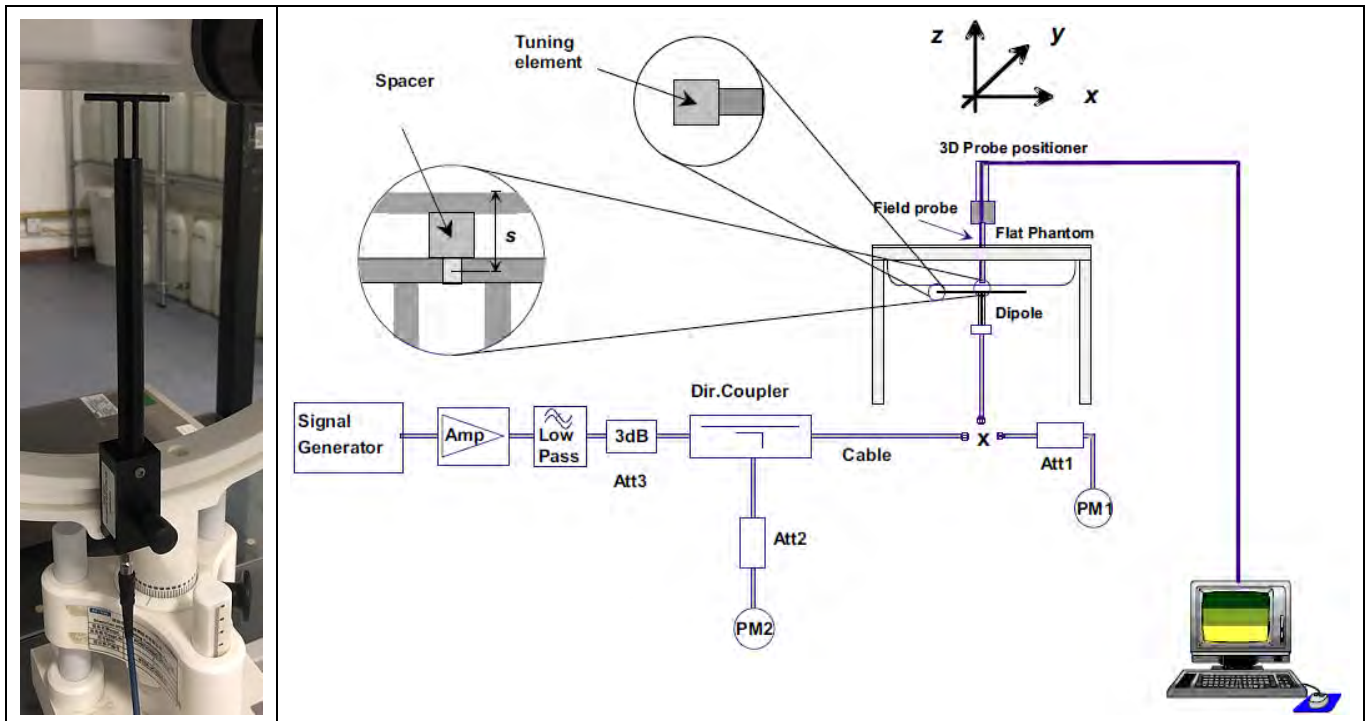 Tuning
element
Spacer
s
z
y
x
3D Probe positioner
Field probe
Flat Phantom
Dipole
Dir.Coupler
Signal
Generator
Amp
Low
Pass
3dB
Att3
Cable
x
Att1
PM1
Att2
PM2